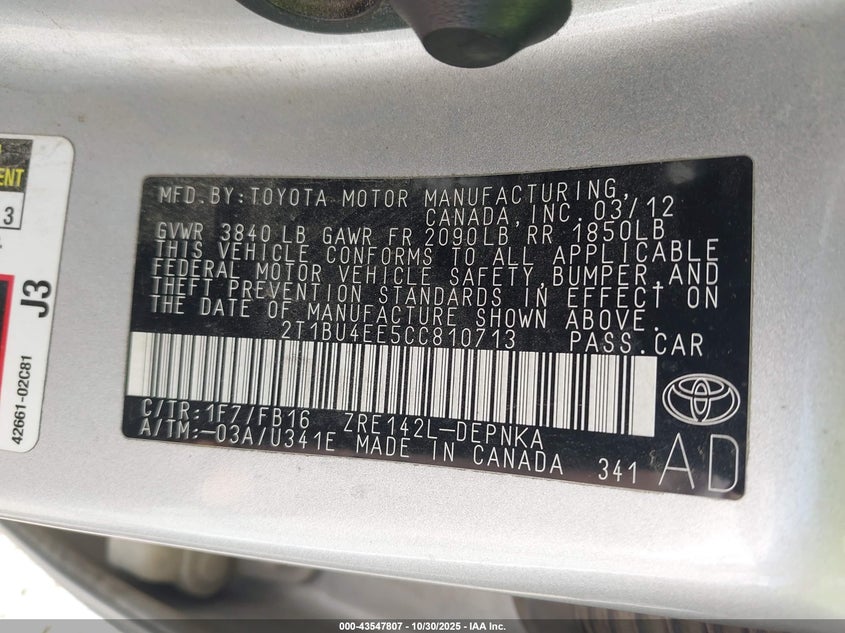 MFD.BY:TOYOTA MOTOR MANUFACTURING,
CANADA, INC. 03/12
GVWR 3840 LB GAWR FR 2090LB RR 1850LB
THIS VEHICLE CONFORMS TO ALL APPLICABLE
FEDERAL MOTOR VEHICLE SAFETY,BUMPER,AND
THEFT PREVENTION STANDARDS IN EFFECT ON
THE DATE OF MANUFACTURE SHOWN ABOVE.
2T1BU4EE5CC810713 PASS.CAR
C/TR:1F7/FB16 ZRE142L-DEPNKA
A/TM:-03A/U341E MADE IN CANADA 341 AD
3
J3
42661-02C81
000-43547807 - 10/30/2025 - IAA Inc.